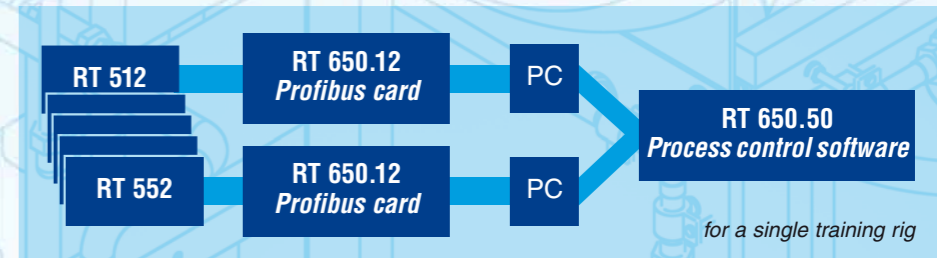 RT 512
RT 650.12
Profibus card
PC
RT 552
RT 650.12
Profibus card
PC
RT 650.50
Process control software
for a single training rig